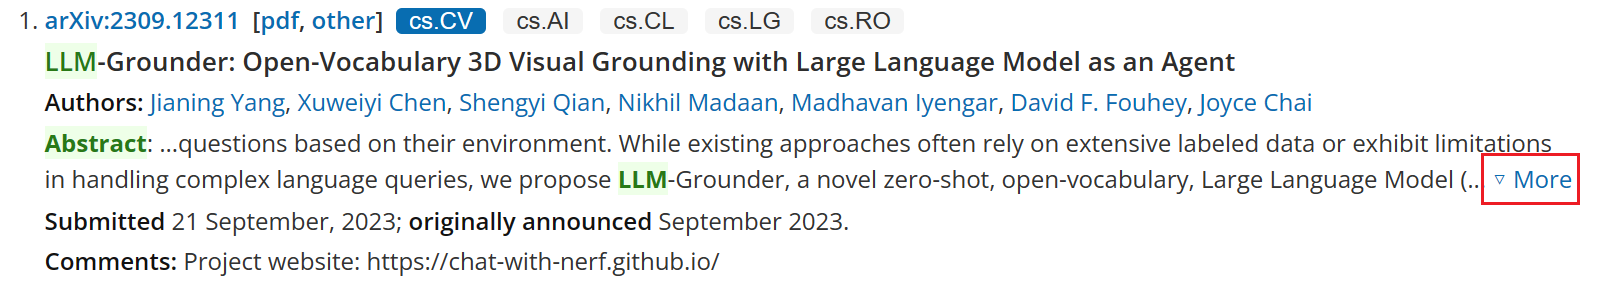 1. arXiv:2309.12311 [pdf, other] cs.CV cs.AI cs.CL cs.LG cs.RO
LLM-Grounder: Open-Vocabulary 3D Visual Grounding with Large Language Model as an Agent
Authors: Jianing Yang, Xuweiyi Chen, Shengyi Qian, Nikhil Madaan, Madhavan Iyengar, David F. Fouhey, Joyce Chai
Abstract: …questions based on their environment. While existing approaches often rely on extensive labeled data or exhibit limitations
in handling complex language queries, we propose LLM-Grounder, a novel zero-shot, open-vocabulary, Large Language Model (… ▽ More
Submitted 21 September, 2023; originally announced September 2023.
Comments: Project website: https://chat-with-nerf.github.io/